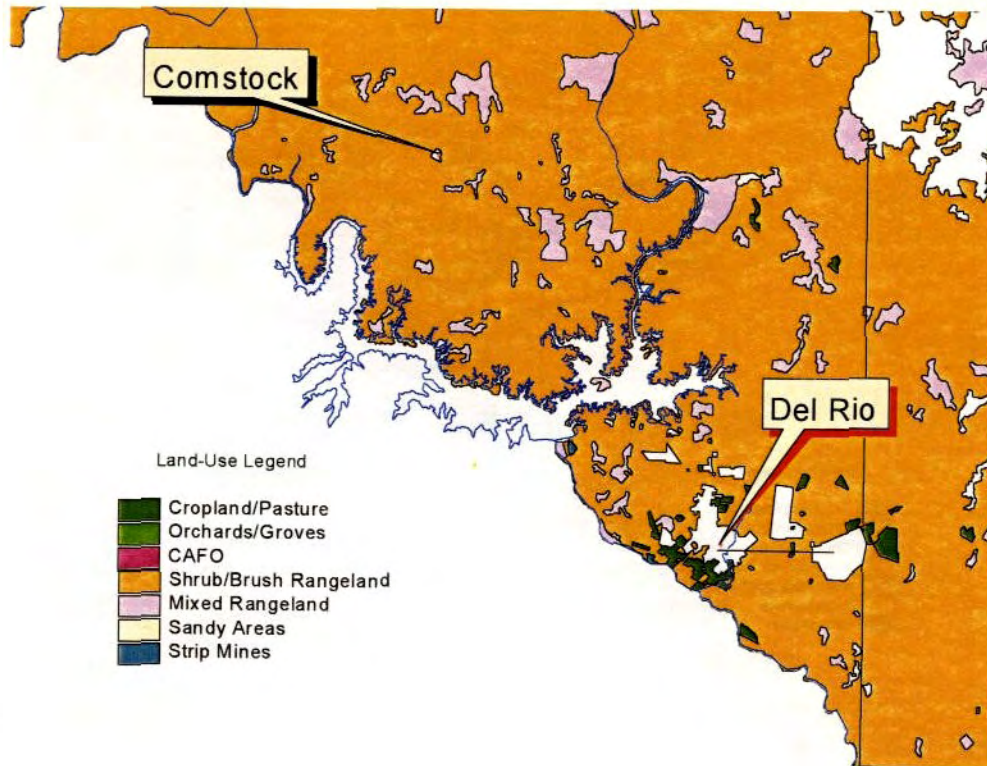 Comstock
Del Rio
Land-Use Legend
Cropland/Pasture
Orchards/Groves
CAFO
Shrub/Brush Rangeland
Mixed Rangeland
Sandy Areas
Strip Mines